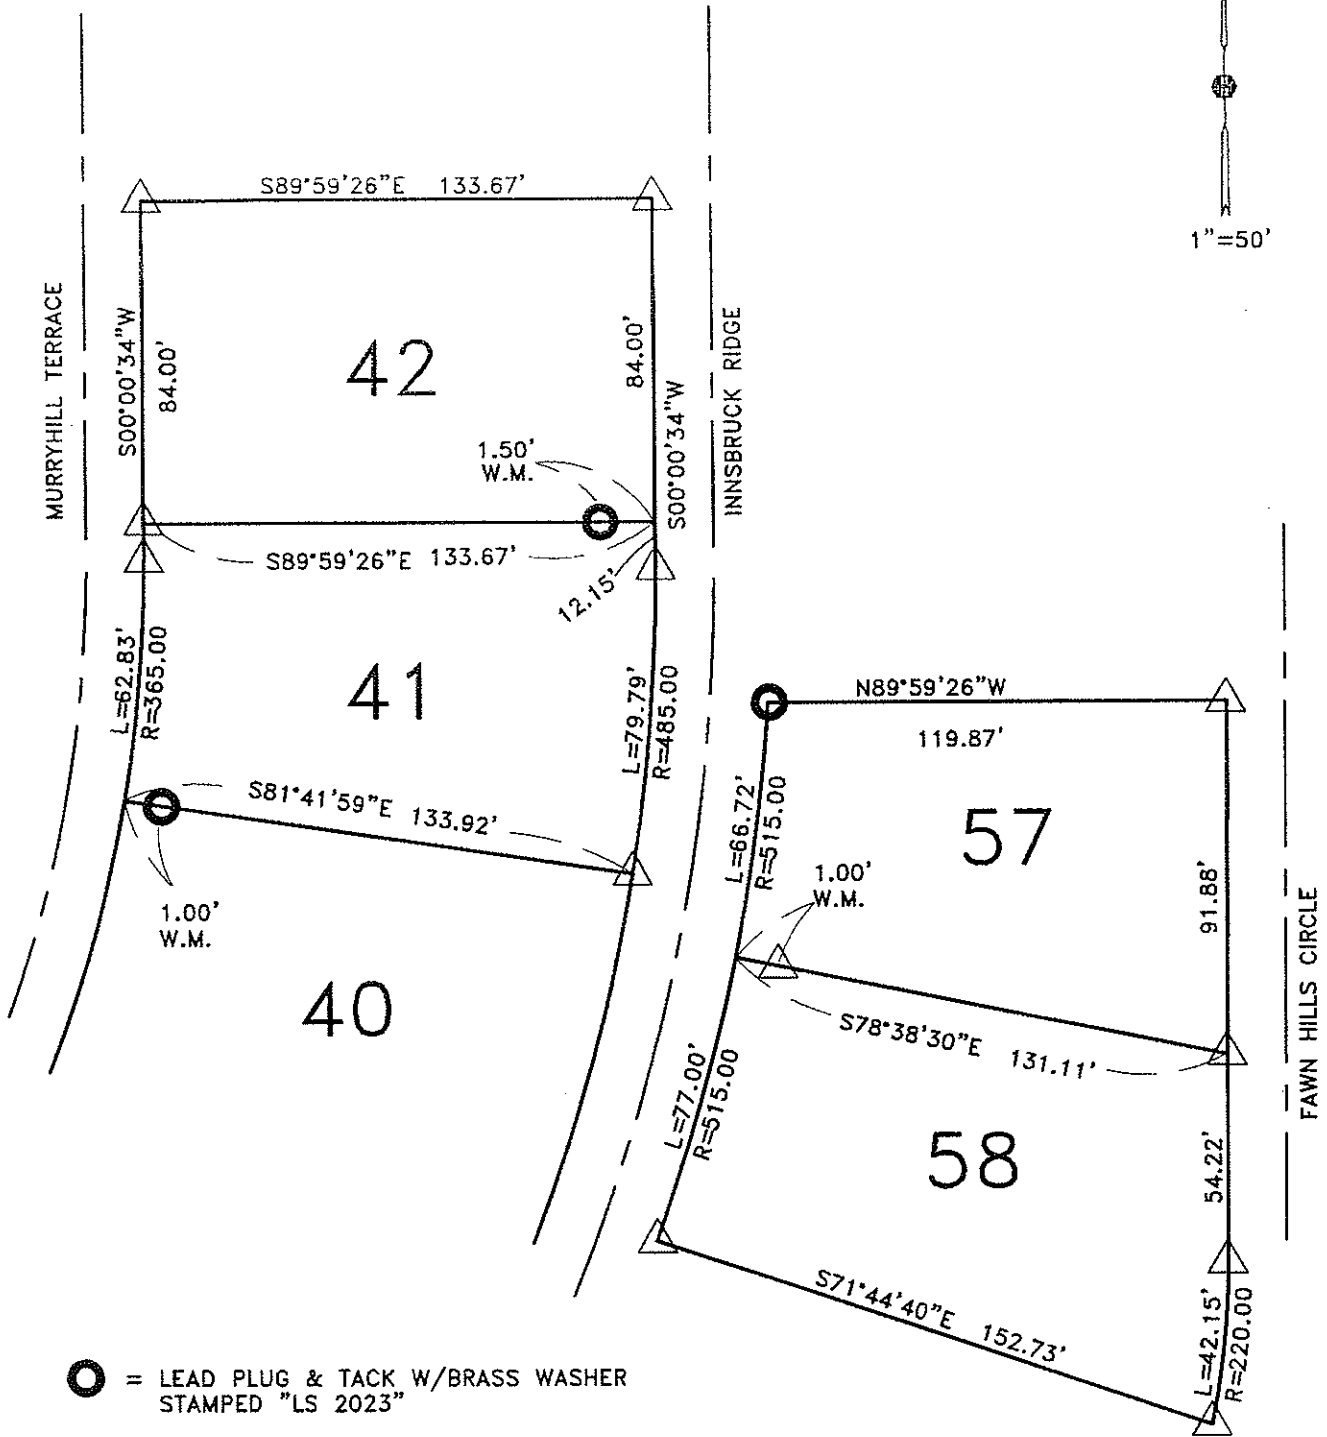 1"=50'
S89°59'26"E 133.67'
MURRYHILL TERRACE
S00°00'34"W
84.00'
42
84.00'
S00°00'34"W
INNSBRUCK RIDGE
1.50'
W.M.
S89°59'26"E 133.67'
12.15'
L=62.83'
R=365.00
41
L=79.79'
R=485.00
N89°59'26"W
119.87'
S81°41'59"E 133.92'
L=66.72'
R=515.00
57
1.00'
W.M.
91.88'
1.00'
W.M.
FAWN HILLS CIRCLE
40
S78°38'30"E 131.11'
L=77.00'
R=515.00
58
54.22'
S71°44'40"E 152.73'
L=42.15'
R=220.00
= LEAD PLUG & TACK W/BRASS WASHER
STAMPED "LS 2023"